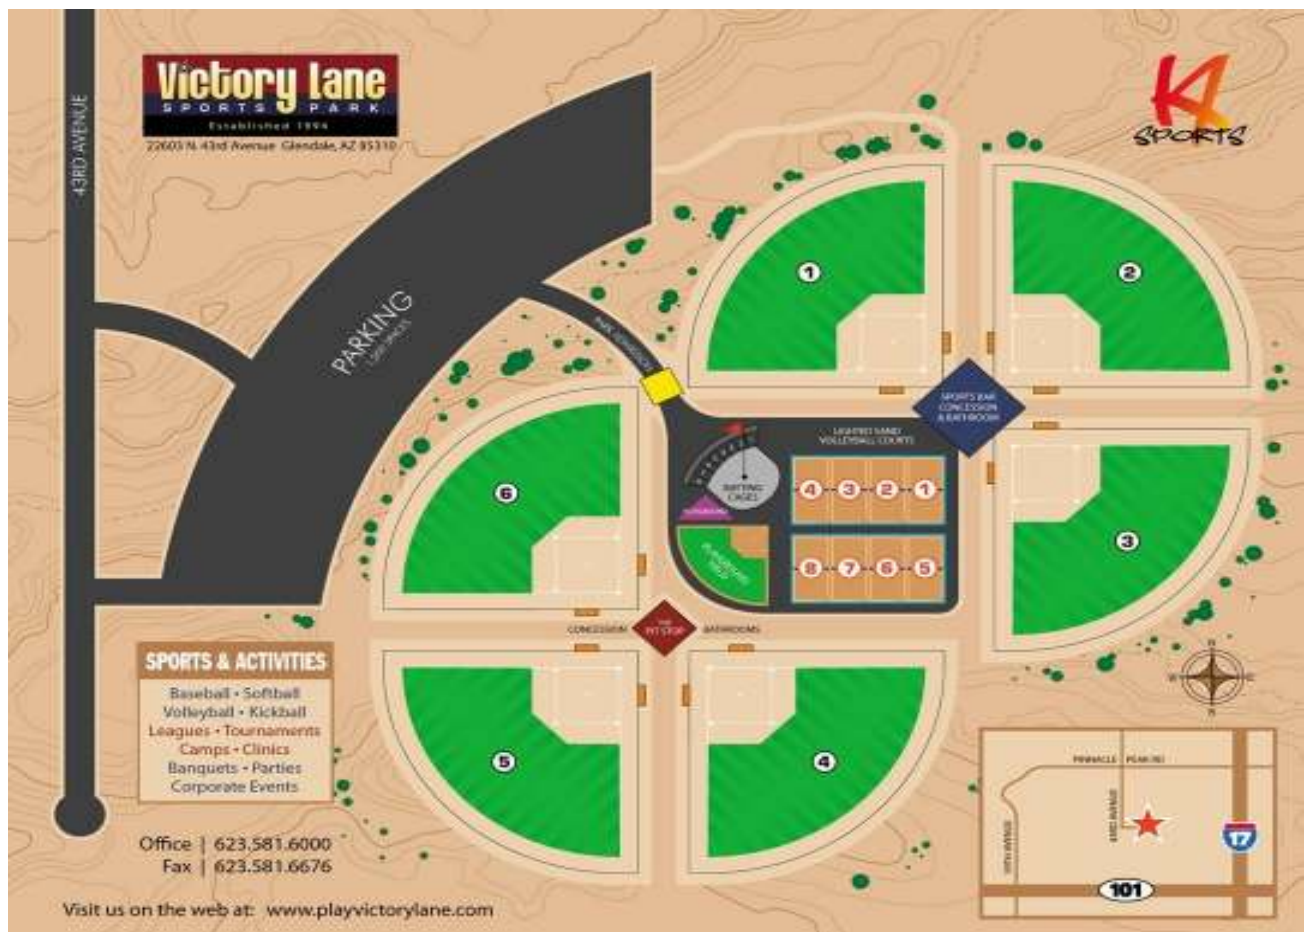 43RD AVENUE
Victory Lane
SPORTS PARK
Established 1994
22603 N. 43rd Avenue Glendale, AZ 85310
K4
SPORTS
PARKING
1
2
3
4
5
6
SPORTS BAR
CONCESSION
& BATHROOM
LIGHTED SAND
VOLLEYBALL COURTS
BATTING
CAGES
4 3 2 1
8 7 6 5
PLAYGROUND
FIELD
CONCESSION
THE
PIT STOP
BATHROOMS
SPORTS & ACTIVITIES
Baseball • Softball
Volleyball • Kickball
Leagues • Tournaments
Camps • Clinics
Banquets • Parties
Corporate Events
Office | 623.581.6000
Fax | 623.581.6676
Visit us on the web at: www.playvictorylane.com
N
W
E
S
PINNACLE PEAK RD
17
101